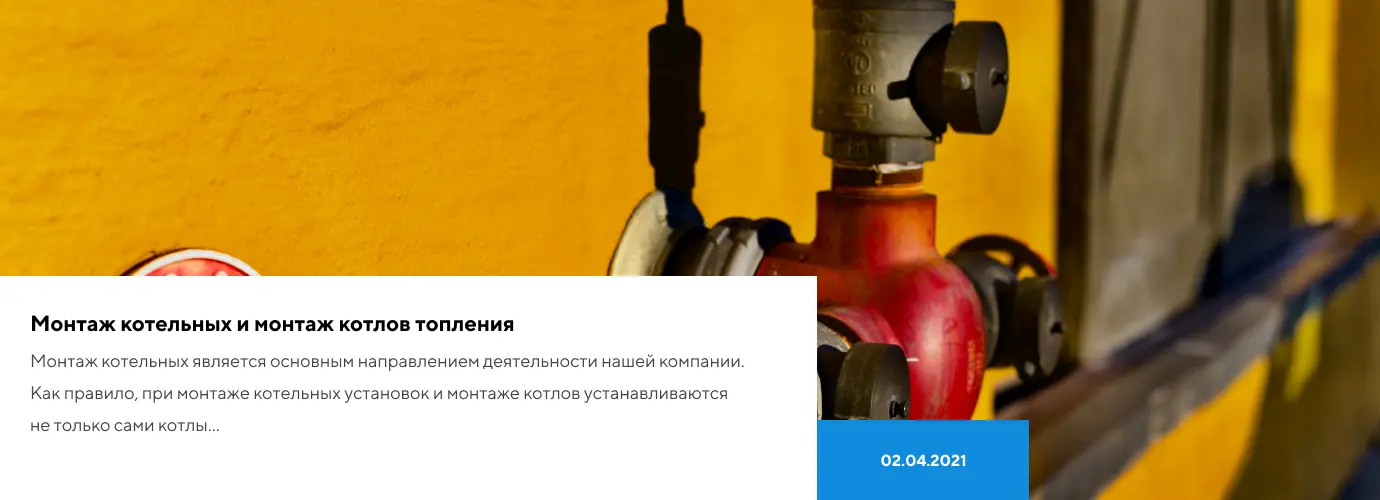 Монтаж котельных и монтаж котлов топления
Монтаж котельных является основным направлением деятельности нашей компании.
Как правило, при монтаже котельных установок и монтаже котлов устанавливаются
не только сами котлы...
02.04.2021